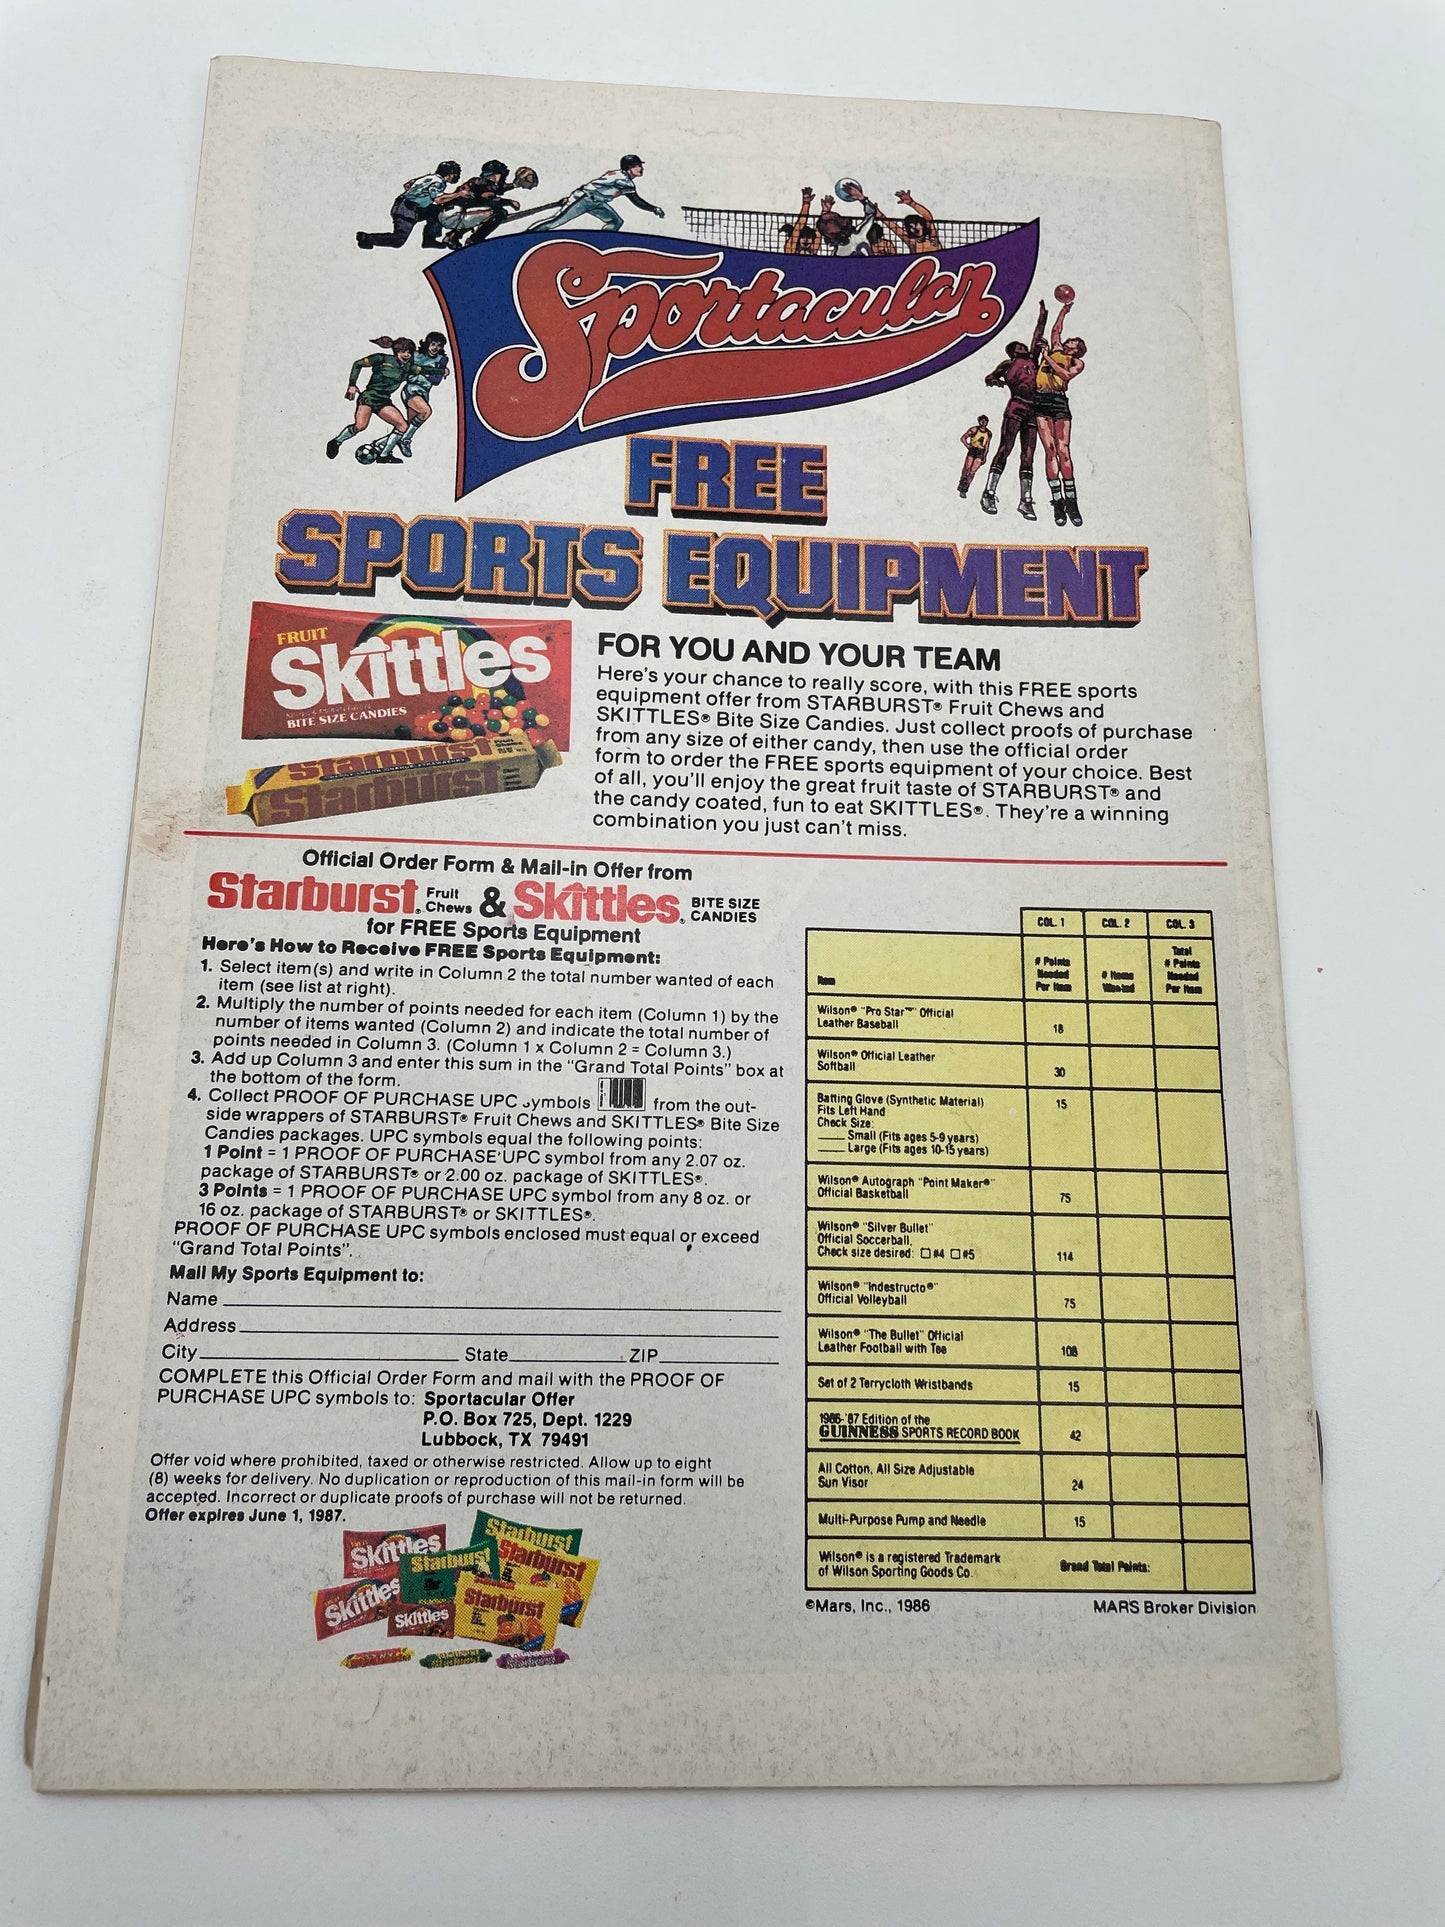 Sportacular
FREE
SPORTS EQUIPMENT
FRUIT
Skittles
BITE SIZE CANDIES
Starburst
Starburst
FOR YOU AND YOUR TEAM
Here's your chance to really score, with this FREE sports
equipment offer from STARBURST® Fruit Chews and
SKITTLES® Bite Size Candies. Just collect proofs of purchase
from any size of either candy, then use the official order
form to order the FREE sports equipment of your choice. Best
of all, you'll enjoy the great fruit taste of STARBURST® and
the candy coated, fun to eat SKITTLES®. They're a winning
combination you just can't miss.
Official Order Form & Mail-in Offer from
Starburst® Fruit Chews & Skittles® BITE SIZE CANDIES
for FREE Sports Equipment
Here's How to Receive FREE Sports Equipment:
1. Select item(s) and write in Column 2 the total number wanted of each
item (see list at right).
2. Multiply the number of points needed for each item (Column 1) by the
number of items wanted (Column 2) and indicate the total number of
points needed in Column 3. (Column 1 x Column 2 = Column 3.)
3. Add up Column 3 and enter this sum in the "Grand Total Points" box at
the bottom of the form.
4. Collect PROOF OF PURCHASE UPC symbols from the out-
side wrappers of STARBURST® Fruit Chews and SKITTLES® Bite Size
Candies packages. UPC symbols equal the following points:
1 Point = 1 PROOF OF PURCHASE UPC symbol from any 2.07 oz.
package of STARBURST® or 2.00 oz. package of SKITTLES®.
3 Points = 1 PROOF OF PURCHASE UPC symbol from any 8 oz. or
16 oz. package of STARBURST® or SKITTLES®.
PROOF OF PURCHASE UPC symbols enclosed must equal or exceed
"Grand Total Points".
Mail My Sports Equipment to:
Name
Address
City State ZIP
COMPLETE this Official Order Form and mail with the PROOF OF
PURCHASE UPC symbols to: Sportacular Offer
P.O. Box 725, Dept. 1229
Lubbock, TX 79491
Offer void where prohibited, taxed or otherwise restricted. Allow up to eight
(8) weeks for delivery. No duplication or reproduction of this mail-in form will be
accepted. Incorrect or duplicate proofs of purchase will not be returned.
Offer expires June 1, 1987.
Skittles
Starburst
Starburst
Starburst
Skittles
Skittles
Starburst
COL. 1 COL. 2 COL. 3
Item
# Points
Needed
Per Item
# Items
Wanted
Total
# Points
Needed
Per Item
Wilson® "Pro Star™" Official
Leather Baseball 18
Wilson® Official Leather
Softball 30
Batting Glove (Synthetic Material) 15
Fits Left Hand
Check Size:
Small (Fits ages 5-9 years)
Large (Fits ages 10-15 years)
Wilson® Autograph "Point Maker®"
Official Basketball 75
Wilson® "Silver Bullet"
Official Soccerball.
Check size desired: ☐ #4 ☐ #5 114
Wilson® "Indestructo®"
Official Volleyball 75
Wilson® "The Bullet" Official
Leather Football with Tee 108
Set of 2 Terrycloth Wristbands 15
1986-'87 Edition of the
GUINNESS SPORTS RECORD BOOK 42
All Cotton, All Size Adjustable
Sun Visor 24
Multi-Purpose Pump and Needle 15
Wilson® is a registered Trademark
of Wilson Sporting Goods Co. Grand Total Points:
©Mars, Inc., 1986 MARS Broker Division